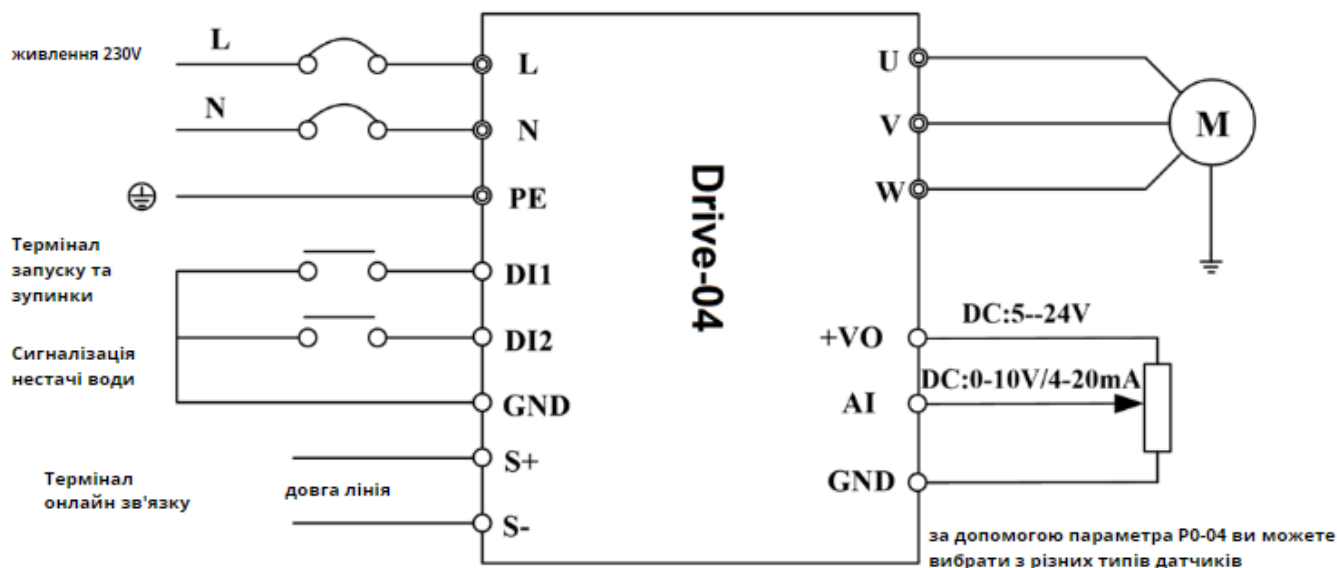 живлення 230V
L
L
N
N
PE
Термінал
запуску та
зупинки
DI1
Сигналізація
нестачі води
DI2
GND
Термінал
онлайн зв'язку
довга лінія
S+
S-
Drive-04
U
V
W
M
+VO
DC:5--24V
AI
DC:0-10V/4-20mA
GND
за допомогою параметра P0-04 ви можете
вибрати з різних типів датчиків